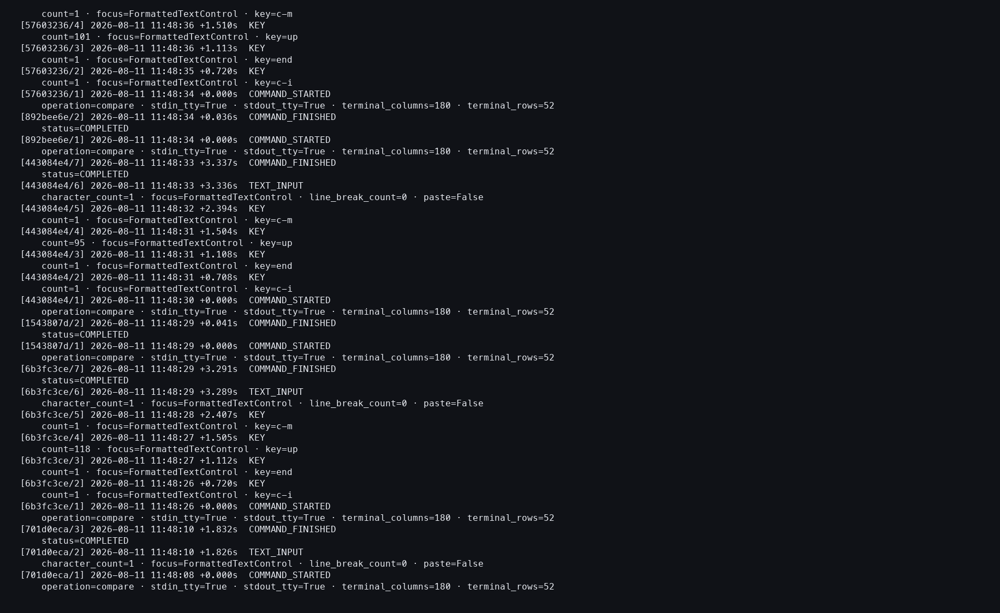 count=1 · focus=FormattedTextControl · key=c-m
[57603236/4] 2026-08-11 11:48:36 +1.510s  KEY
count=101 · focus=FormattedTextControl · key=up
[57603236/3] 2026-08-11 11:48:36 +1.113s  KEY
count=1 · focus=FormattedTextControl · key=end
[57603236/2] 2026-08-11 11:48:35 +0.720s  KEY
count=1 · focus=FormattedTextControl · key=c-i
[57603236/1] 2026-08-11 11:48:34 +0.000s  COMMAND_STARTED
operation=compare · stdin_tty=True · stdout_tty=True · terminal_columns=180 · terminal_rows=52
[892bee6e/2] 2026-08-11 11:48:34 +0.036s  COMMAND_FINISHED
status=COMPLETED
[892bee6e/1] 2026-08-11 11:48:34 +0.000s  COMMAND_STARTED
operation=compare · stdin_tty=True · stdout_tty=True · terminal_columns=180 · terminal_rows=52
[443084e4/7] 2026-08-11 11:48:33 +3.337s  COMMAND_FINISHED
status=COMPLETED
[443084e4/6] 2026-08-11 11:48:33 +3.336s  TEXT_INPUT
character_count=1 · focus=FormattedTextControl · line_break_count=0 · paste=False
[443084e4/5] 2026-08-11 11:48:32 +2.394s  KEY
count=1 · focus=FormattedTextControl · key=c-m
[443084e4/4] 2026-08-11 11:48:31 +1.504s  KEY
count=95 · focus=FormattedTextControl · key=up
[443084e4/3] 2026-08-11 11:48:31 +1.108s  KEY
count=1 · focus=FormattedTextControl · key=end
[443084e4/2] 2026-08-11 11:48:31 +0.708s  KEY
count=1 · focus=FormattedTextControl · key=c-i
[443084e4/1] 2026-08-11 11:48:30 +0.000s  COMMAND_STARTED
operation=compare · stdin_tty=True · stdout_tty=True · terminal_columns=180 · terminal_rows=52
[1543807d/2] 2026-08-11 11:48:29 +0.041s  COMMAND_FINISHED
status=COMPLETED
[1543807d/1] 2026-08-11 11:48:29 +0.000s  COMMAND_STARTED
operation=compare · stdin_tty=True · stdout_tty=True · terminal_columns=180 · terminal_rows=52
[6b3fc3ce/7] 2026-08-11 11:48:29 +3.291s  COMMAND_FINISHED
status=COMPLETED
[6b3fc3ce/6] 2026-08-11 11:48:29 +3.289s  TEXT_INPUT
character_count=1 · focus=FormattedTextControl · line_break_count=0 · paste=False
[6b3fc3ce/5] 2026-08-11 11:48:28 +2.407s  KEY
count=1 · focus=FormattedTextControl · key=c-m
[6b3fc3ce/4] 2026-08-11 11:48:27 +1.505s  KEY
count=118 · focus=FormattedTextControl · key=up
[6b3fc3ce/3] 2026-08-11 11:48:27 +1.112s  KEY
count=1 · focus=FormattedTextControl · key=end
[6b3fc3ce/2] 2026-08-11 11:48:26 +0.720s  KEY
count=1 · focus=FormattedTextControl · key=c-i
[6b3fc3ce/1] 2026-08-11 11:48:26 +0.000s  COMMAND_STARTED
operation=compare · stdin_tty=True · stdout_tty=True · terminal_columns=180 · terminal_rows=52
[701d0eca/3] 2026-08-11 11:48:10 +1.832s  COMMAND_FINISHED
status=COMPLETED
[701d0eca/2] 2026-08-11 11:48:10 +1.826s  TEXT_INPUT
character_count=1 · focus=FormattedTextControl · line_break_count=0 · paste=False
[701d0eca/1] 2026-08-11 11:48:08 +0.000s  COMMAND_STARTED
operation=compare · stdin_tty=True · stdout_tty=True · terminal_columns=180 · terminal_rows=52